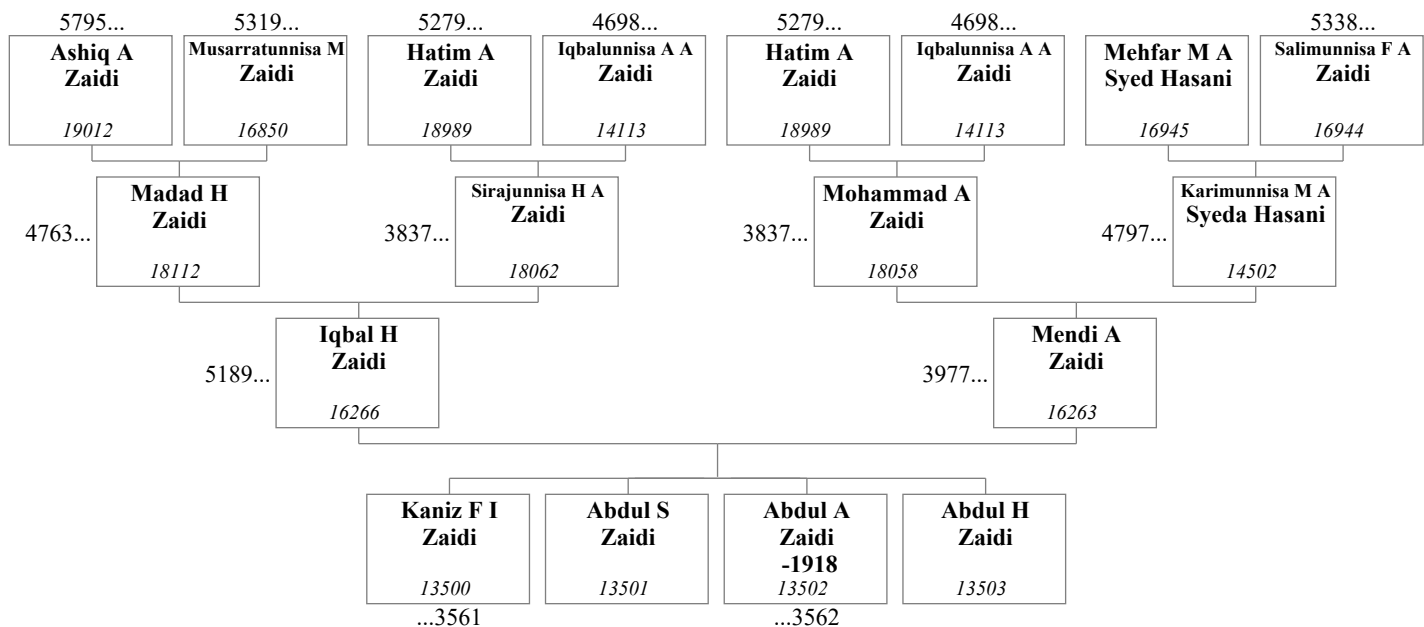 5795... 5319... 5279... 4698... 5279... 4698... 5338...
Ashiq A
Zaidi
19012
Musarratunnisa M
Zaidi
16850
Hatim A
Zaidi
18989
Iqbalunnisa A A
Zaidi
14113
Hatim A
Zaidi
18989
Iqbalunnisa A A
Zaidi
14113
Mehfar M A
Syed Hasani
16945
Salimunnisa F A
Zaidi
16944
4763...
Madad H
Zaidi
18112
3837...
Sirajunnisa H A
Zaidi
18062
3837...
Mohammad A
Zaidi
18058
4797...
Karimunnisa M A
Syeda Hasani
14502
5189...
Iqbal H
Zaidi
16266
3977...
Mendi A
Zaidi
16263
Kaniz F I
Zaidi
13500
...3561
Abdul S
Zaidi
13501
Abdul A
Zaidi
-1918
13502
...3562
Abdul H
Zaidi
13503